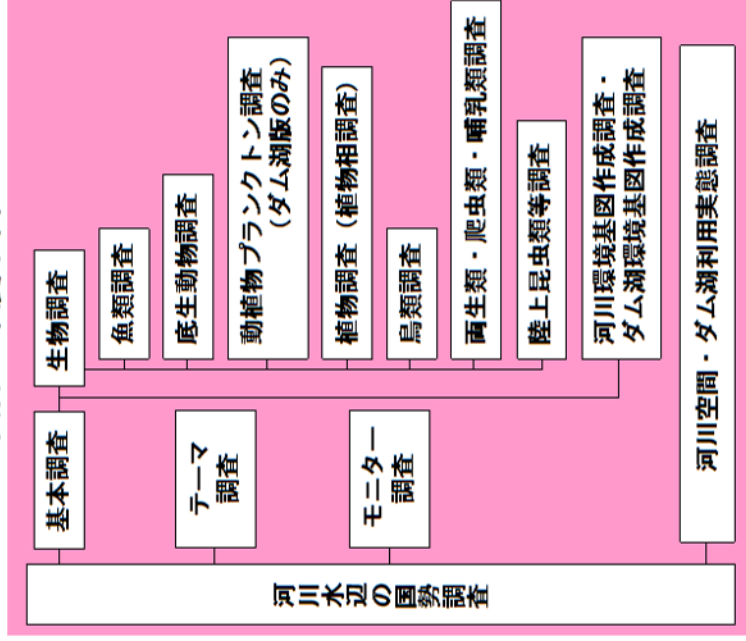 河川水辺の国勢調査
基本調査
生物調査
魚類調査
底生動物調査
動植物プランクトン調査
(ダム湖版のみ)
植物調査(植物相調査)
鳥類調査
両生類・爬虫類・哺乳類調査
陸上昆虫類等調査
河川環境基図作成調査・
ダム湖環境基図作成調査
テーマ
調査
モニター
調査
河川空間・ダム湖利用実態調査